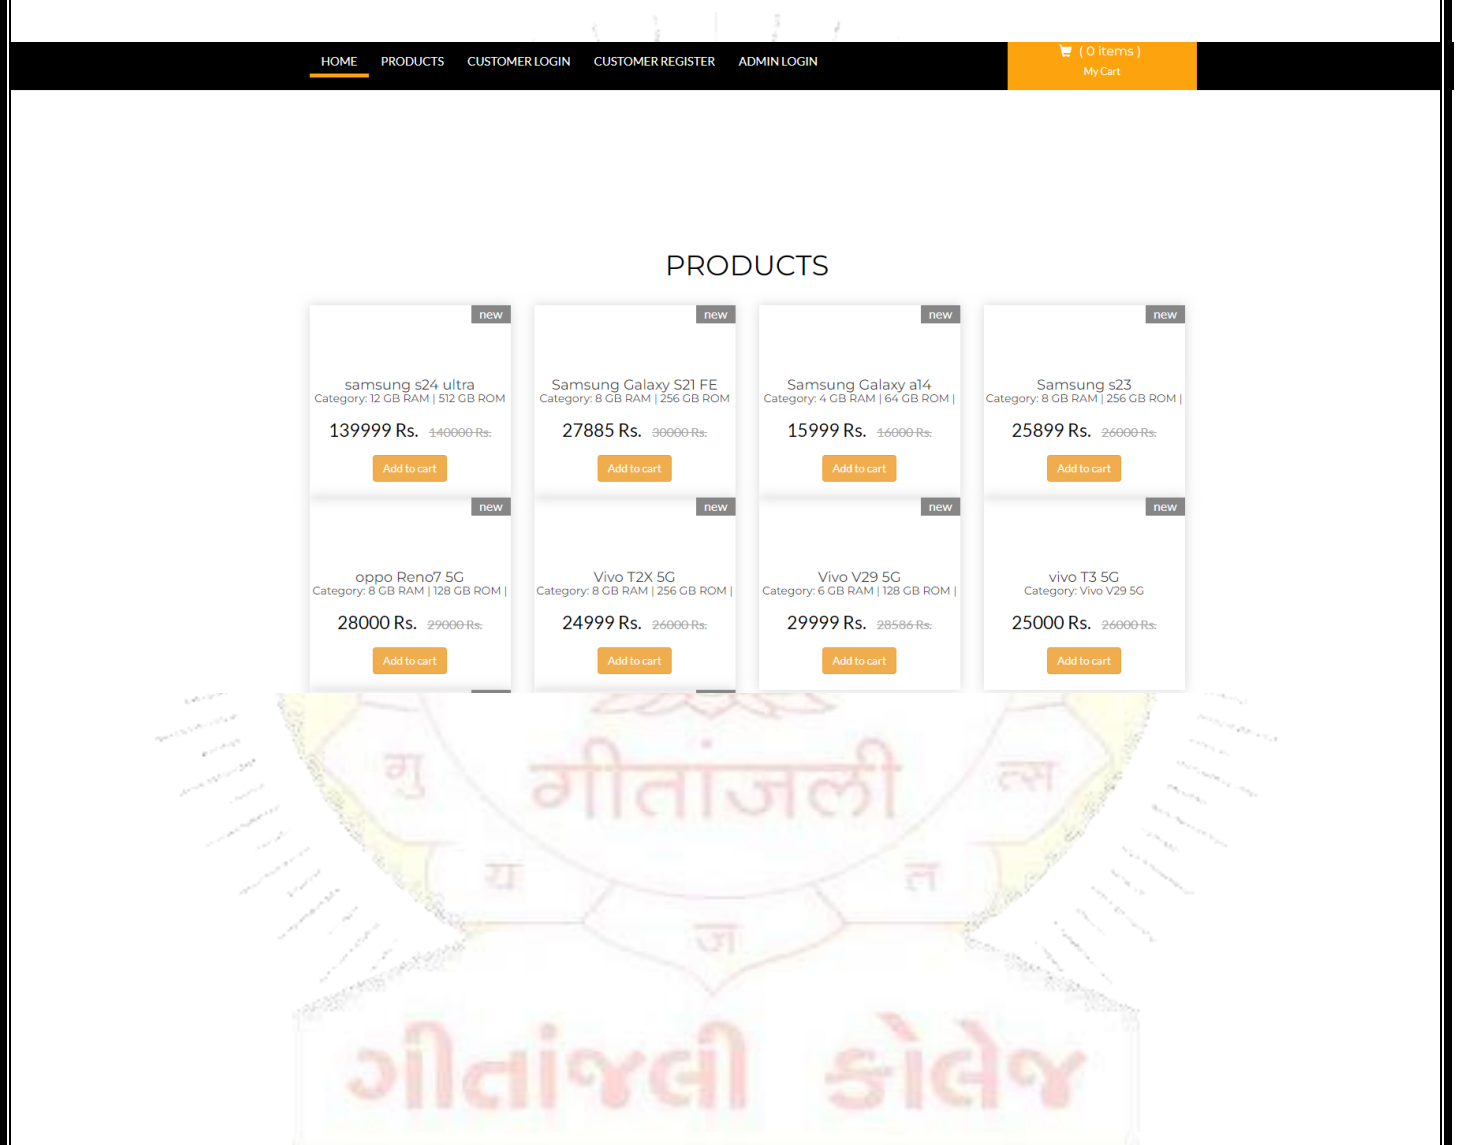 HOME PRODUCTS CUSTOMER LOGIN CUSTOMER REGISTER ADMIN LOGIN
( 0 items )
My Cart
PRODUCTS
new new new new
samsung s24 ultra Samsung Galaxy S21 FE Samsung Galaxy a14 Samsung s23
Category: 12 GB RAM | 512 GB ROM Category: 8 GB RAM | 256 GB ROM Category: 4 GB RAM | 64 GB ROM | Category: 8 GB RAM | 256 GB ROM |
139999 Rs. 140000 Rs. 27885 Rs. 30000 Rs. 15999 Rs. 16000 Rs. 25899 Rs. 26000 Rs.
Add to cart Add to cart Add to cart Add to cart
new new new new
oppo Reno7 5G Vivo T2X 5G Vivo V29 5G vivo T3 5G
Category: 8 GB RAM | 128 GB ROM | Category: 8 GB RAM | 256 GB ROM | Category: 6 GB RAM | 128 GB ROM | Category: Vivo V29 5G
28000 Rs. 29000 Rs. 24999 Rs. 26000 Rs. 29999 Rs. 28586 Rs. 25000 Rs. 26000 Rs.
Add to cart Add to cart Add to cart Add to cart
गु गीतांजली त्स
य त
ज
ગીતાંજલી કોલેજ